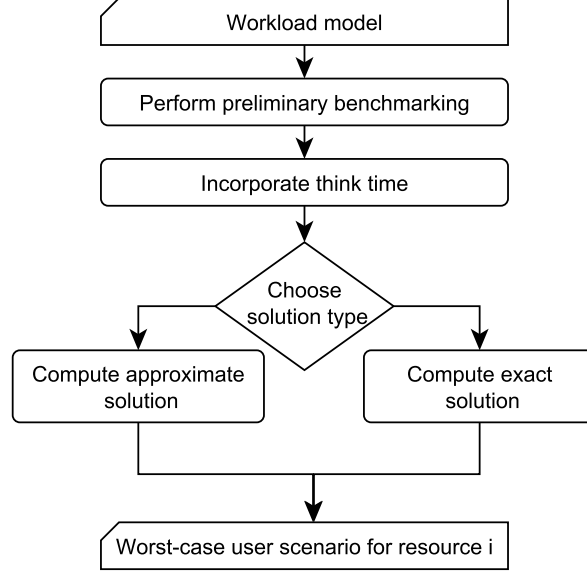 Workload model
Perform preliminary benchmarking
Incorporate think time
Choose
solution type
Compute approximate
solution
Compute exact
solution
Worst-case user scenario for resource i